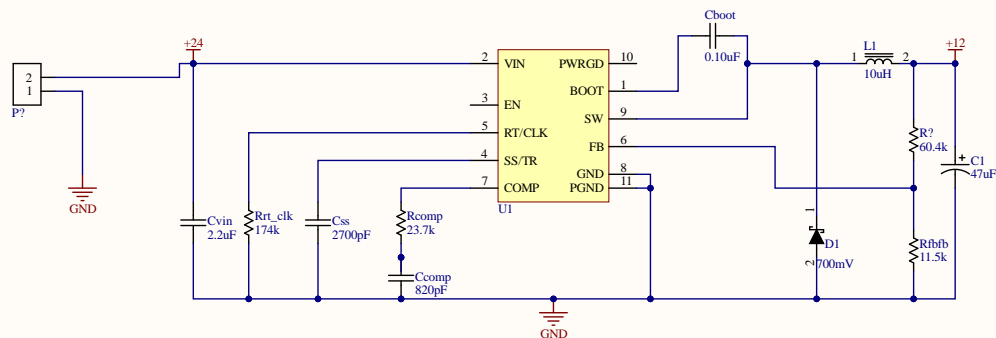 Cboot
0.10uF
+24
+12
L1
1
2
10uH
P?
2
1
GND
2
VIN
3
EN
5
RT/CLK
4
SS/TR
7
COMP
PWRGD
10
BOOT
1
SW
9
FB
6
GND
8
PGND
11
U1
R?
60.4k
C1
47uF
+
Cvin
2.2uF
Rrt_clk
174k
Css
2700pF
Rcomp
23.7k
Ccomp
820pF
1
D1
2
700mV
Rfbfb
11.5k
GND